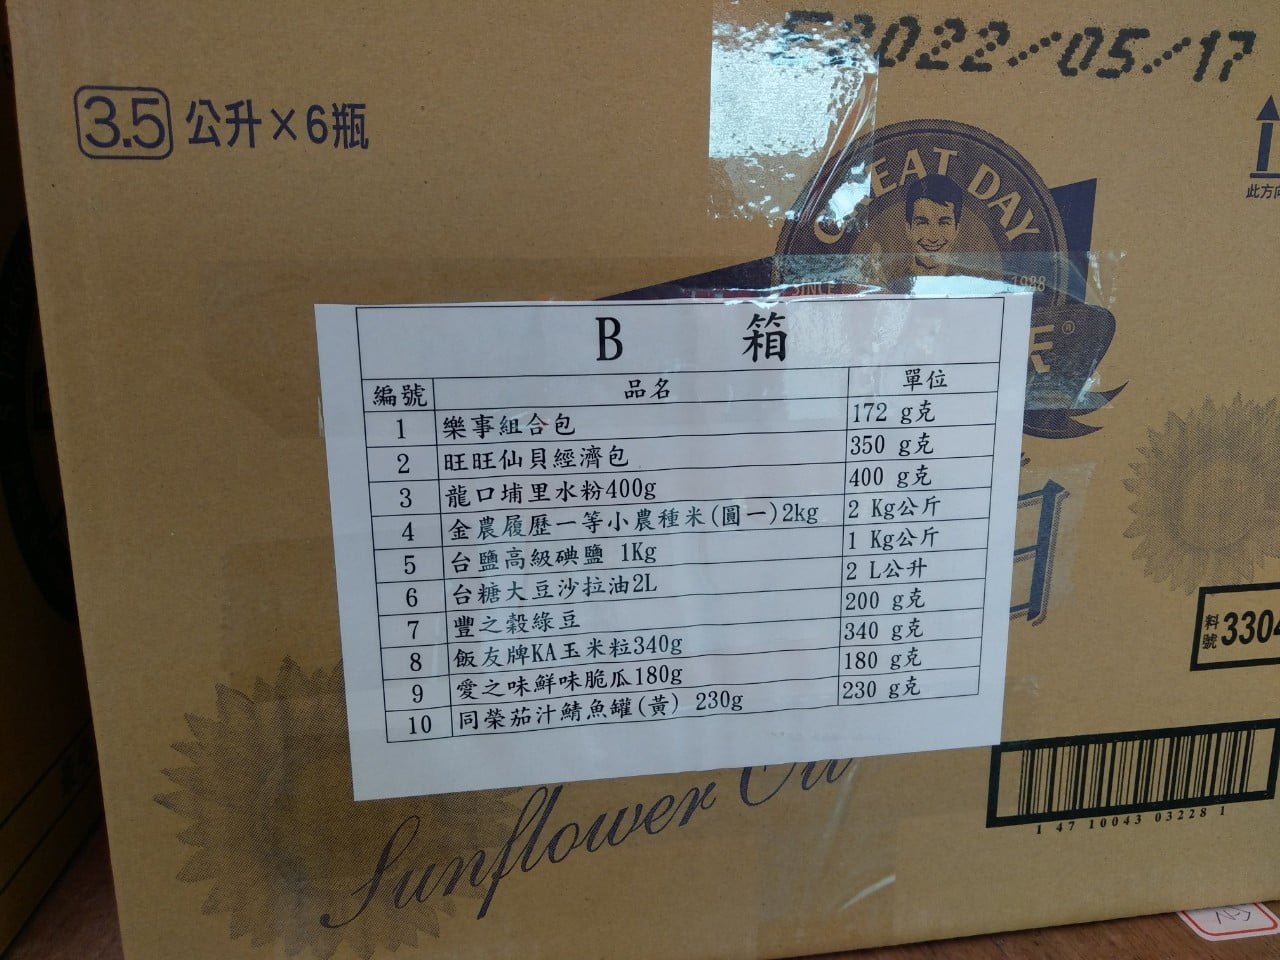 2022/05/17
3.5 公升×6瓶
EAT DAY
SINCE 1988
此方向
B 箱
編號 品名 單位
1 樂事組合包 172 g克
2 旺旺仙貝經濟包 350 g克
3 龍口埔里水粉400g 400 g克
4 金農履歷一等小農種米(圓一)2kg 2 Kg公斤
5 台鹽高級碘鹽 1Kg 1 Kg公斤
6 台糖大豆沙拉油2L 2 L公升
7 豐之穀綠豆 200 g克
8 飯友牌KA玉米粒340g 340 g克
9 愛之味鮮味脆瓜180g 180 g克
10 同榮茄汁鯖魚罐(黃) 230g 230 g克
料號 3304
1 47 10043 03228 1
Sunflower Oil